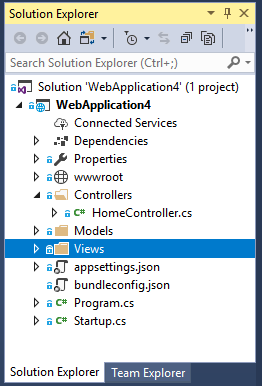 Solution Explorer
Search Solution Explorer (Ctrl+;)
Solution 'WebApplication4' (1 project)
WebApplication4
Connected Services
Dependencies
Properties
wwwroot
Controllers
C# HomeController.cs
Models
Views
appsettings.json
bundleconfig.json
C# Program.cs
C# Startup.cs
Solution Explorer Team Explorer